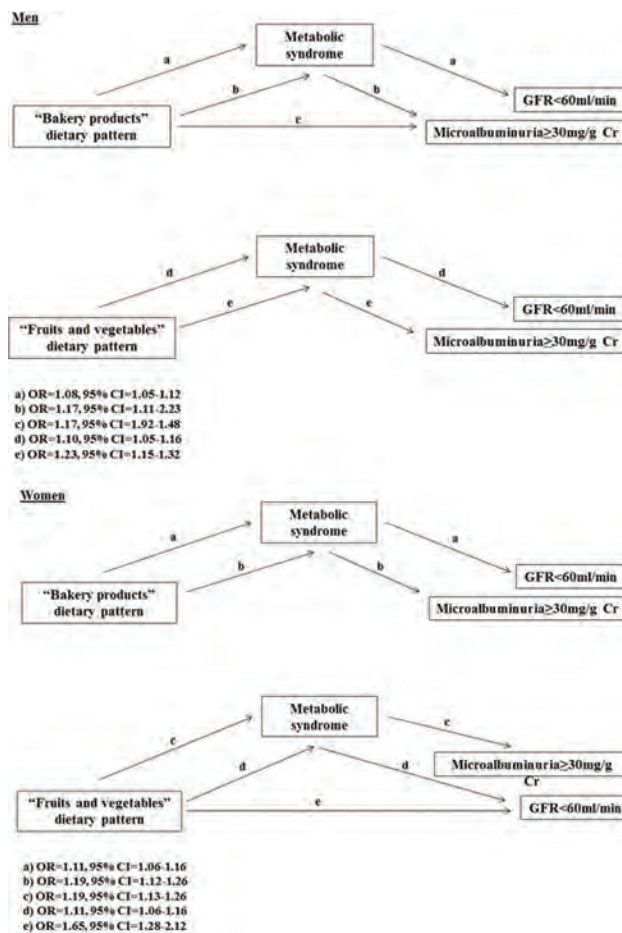 Men
Metabolic
syndrome
a
a
b
b
GFR<60ml/min
"Bakery products"
dietary pattern
c
Microalbuminuria≥30mg/g Cr
Metabolic
syndrome
d
d
e
e
GFR<60ml/min
"Fruits and vegetables"
dietary pattern
Microalbuminuria≥30mg/g Cr
a) OR=1.08, 95% CI=1.05-1.12
b) OR=1.17, 95% CI=1.11-2.23
c) OR=1.17, 95% CI=1.92-1.48
d) OR=1.10, 95% CI=1.05-1.16
e) OR=1.23, 95% CI=1.15-1.32
Women
Metabolic
syndrome
a
a
b
b
GFR<60ml/min
"Bakery products"
dietary pattern
Microalbuminuria≥30mg/g Cr
Metabolic
syndrome
c
c
d
d
Microalbuminuria≥30mg/g
Cr
"Fruits and vegetables"
dietary pattern
e
GFR<60ml/min
a) OR=1.11, 95% CI=1.06-1.16
b) OR=1.19, 95% CI=1.12-1.26
c) OR=1.19, 95% CI=1.13-1.26
d) OR=1.11, 95% CI=1.06-1.16
e) OR=1.65, 95% CI=1.28-2.12